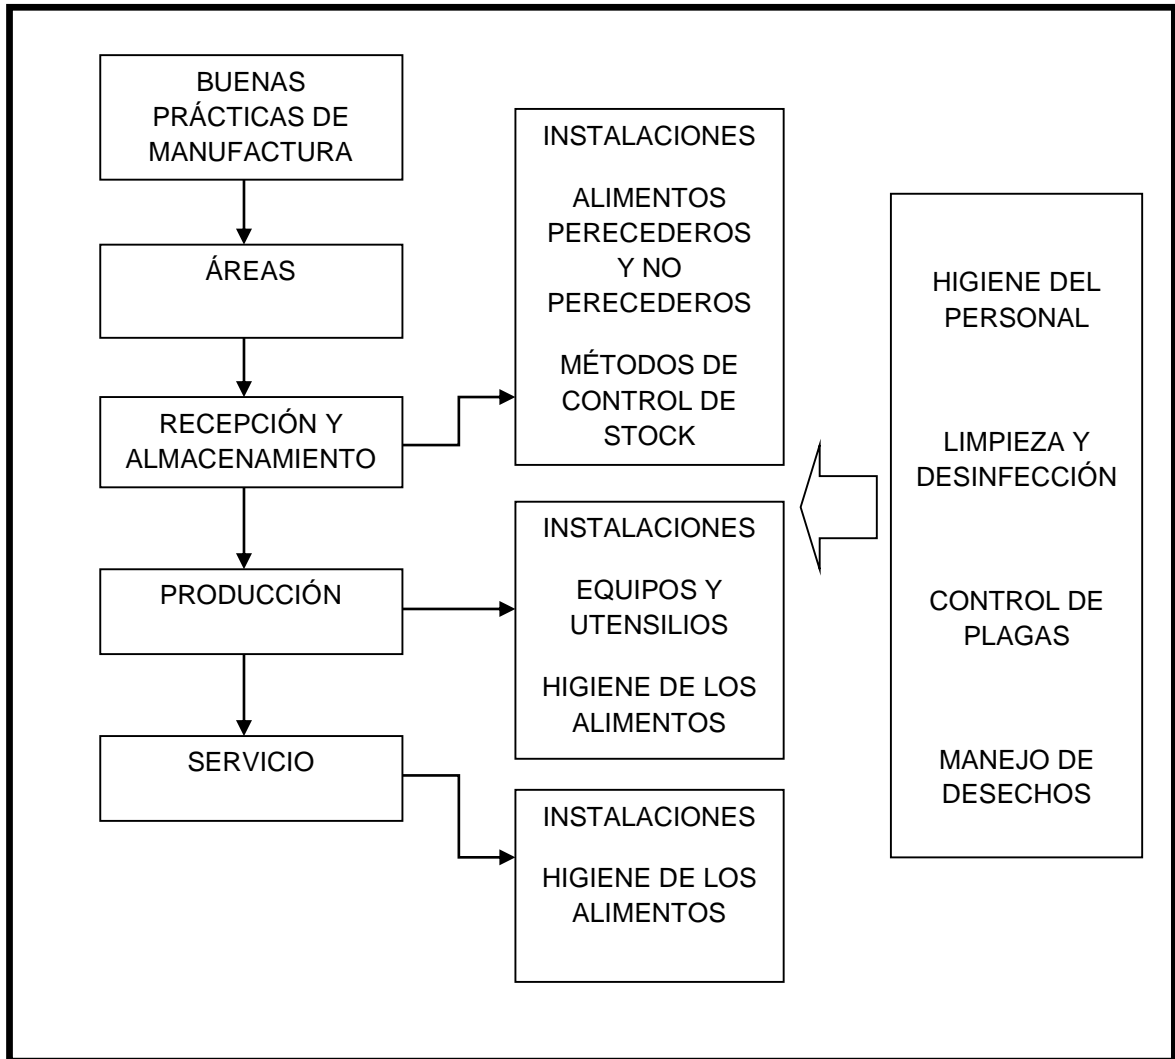 BUENAS
PRÁCTICAS DE
MANUFACTURA
ÁREAS
RECEPCIÓN Y
ALMACENAMIENTO
PRODUCCIÓN
SERVICIO
INSTALACIONES
ALIMENTOS
PERECEDEROS
Y NO
PERECEDEROS
MÉTODOS DE
CONTROL DE
STOCK
INSTALACIONES
EQUIPOS Y
UTENSILIOS
HIGIENE DE LOS
ALIMENTOS
INSTALACIONES
HIGIENE DE LOS
ALIMENTOS
HIGIENE DEL
PERSONAL
LIMPIEZA Y
DESINFECCIÓN
CONTROL DE
PLAGAS
MANEJO DE
DESECHOS